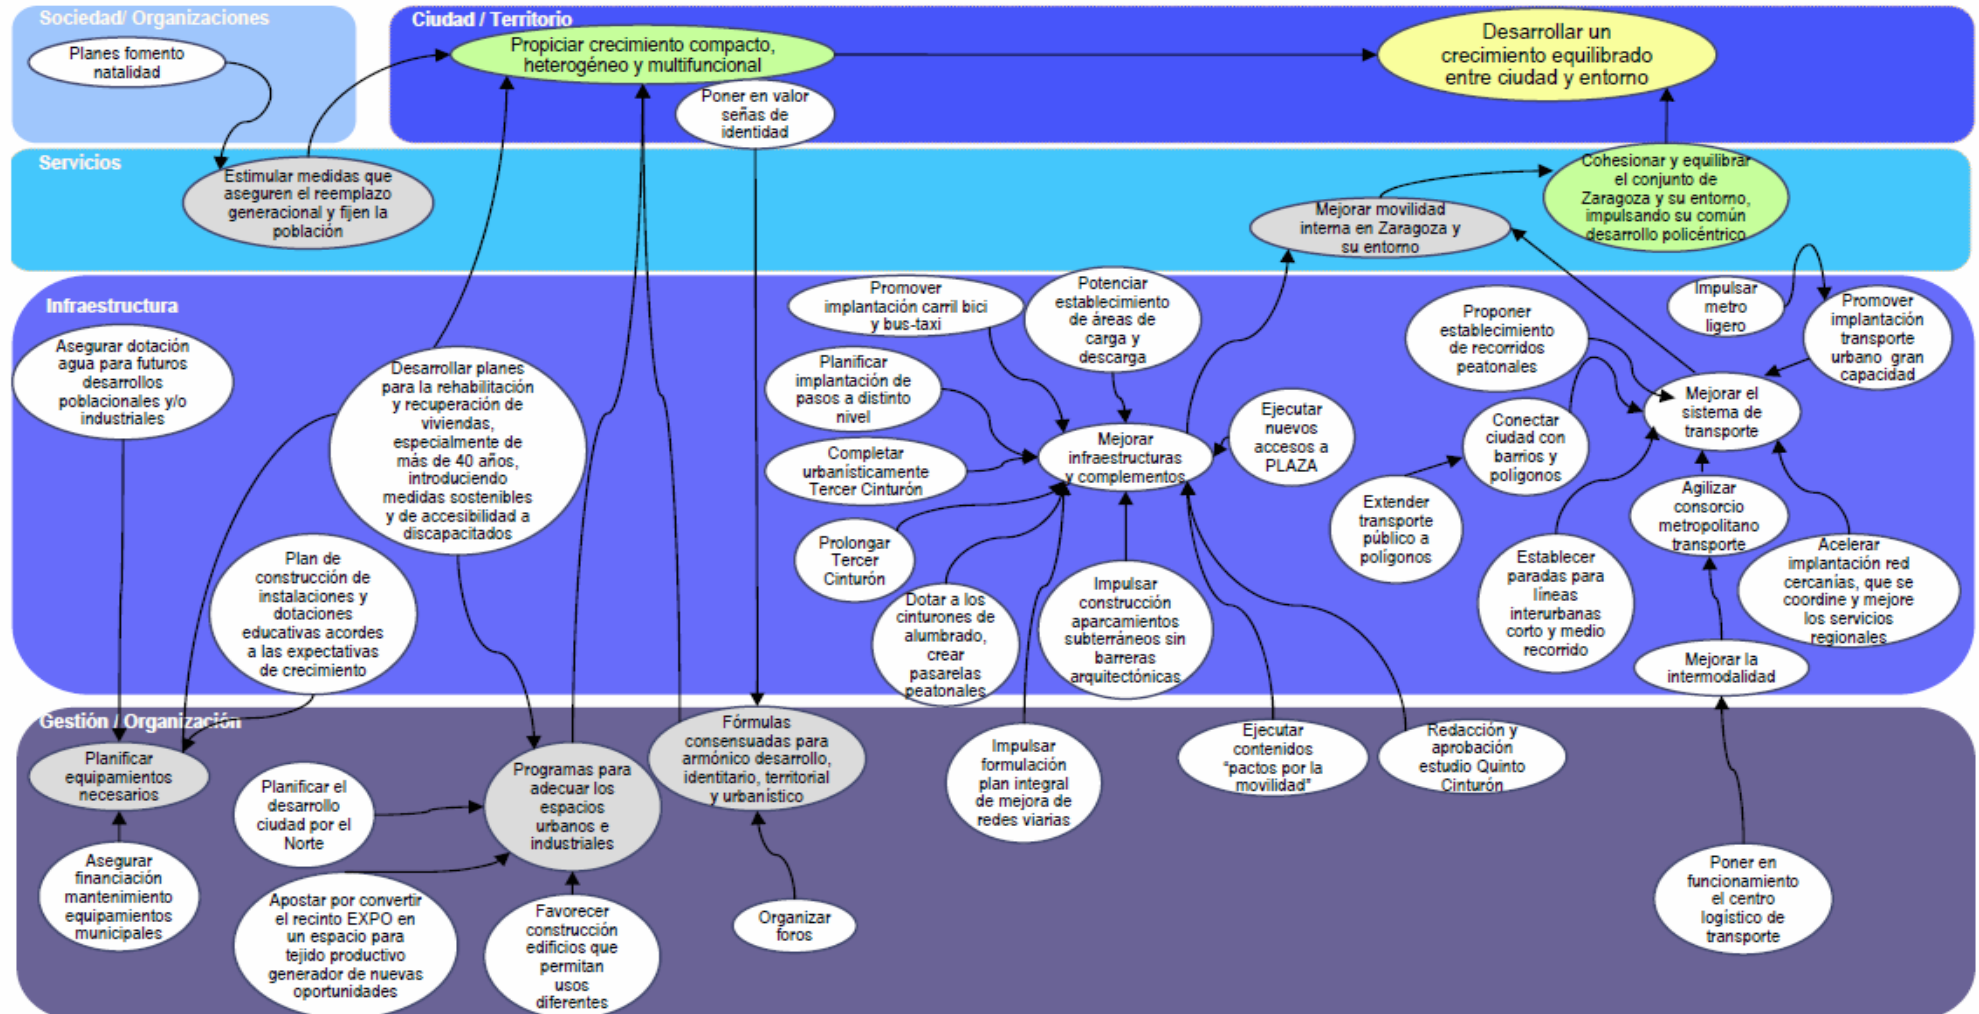 Sociedad/ Organizaciones
Planes fomento
natalidad
Ciudad / Territorio
Propiciar crecimiento compacto,
heterogéneo y multifuncional
Poner en valor
señas de
identidad
Desarrollar un
crecimiento equilibrado
entre ciudad y entorno
Servicios
Estimular medidas que
aseguren el reemplazo
generacional y fijen la
población
Mejorar movilidad
interna en Zaragoza y
su entorno
Cohesionar y equilibrar
el conjunto de
Zaragoza y su entorno,
impulsando su común
desarrollo policéntrico
Infraestructura
Asegurar dotación
agua para futuros
desarrollos
poblacionales y/o
industriales
Desarrollar planes
para la rehabilitación
y recuperación de
viviendas,
especialmente de
más de 40 años,
introduciendo
medidas sostenibles
y de accesibilidad a
discapacitados
Plan de
construcción de
instalaciones y
dotaciones
educativas acordes
a las expectativas
de crecimiento
Promover
implantación carril bici
y bus-taxi
Potenciar
establecimiento
de áreas de
carga y
descarga
Planificar
implantación de
pasos a distinto
nivel
Completar
urbanísticamente
Tercer Cinturón
Mejorar
infraestructuras
y complementos
Ejecutar
nuevos
accesos a
PLAZA
Prolongar
Tercer
Cinturón
Dotar a los
cinturones de
alumbrado,
crear
pasarelas
peatonales
Impulsar
construcción
aparcamientos
subterráneos sin
barreras
arquitectónicas
Proponer
establecimiento
de recorridos
peatonales
Impulsar
metro
ligero
Promover
implantación
transporte
urbano gran
capacidad
Mejorar el
sistema de
transporte
Conectar
ciudad con
barrios y
polígonos
Extender
transporte
público a
polígonos
Establecer
paradas para
líneas
interurbanas
corto y medio
recorrido
Agilizar
consorcio
metropolitano
transporte
Acelerar
implantación red
cercanías, que se
coordine y mejore
los servicios
regionales
Mejorar la
intermodalidad
Gestión / Organización
Planificar
equipamientos
necesarios
Asegurar
financiación
mantenimiento
equipamientos
municipales
Planificar el
desarrollo
ciudad por el
Norte
Apostar por convertir
el recinto EXPO en
un espacio para
tejido productivo
generador de nuevas
oportunidades
Programas para
adecuar los
espacios
urbanos e
industriales
Favorecer
construcción
edificios que
permitan
usos
diferentes
Fórmulas
consensuadas para
armónico desarrollo,
identitario, territorial
y urbanístico
Organizar
foros
Impulsar
formulación
plan integral
de mejora de
redes viarias
Ejecutar
contenidos
“pactos por la
movilidad”
Redacción y
aprobación
estudio Quinto
Cinturón
Poner en
funcionamiento
el centro
logístico de
transporte